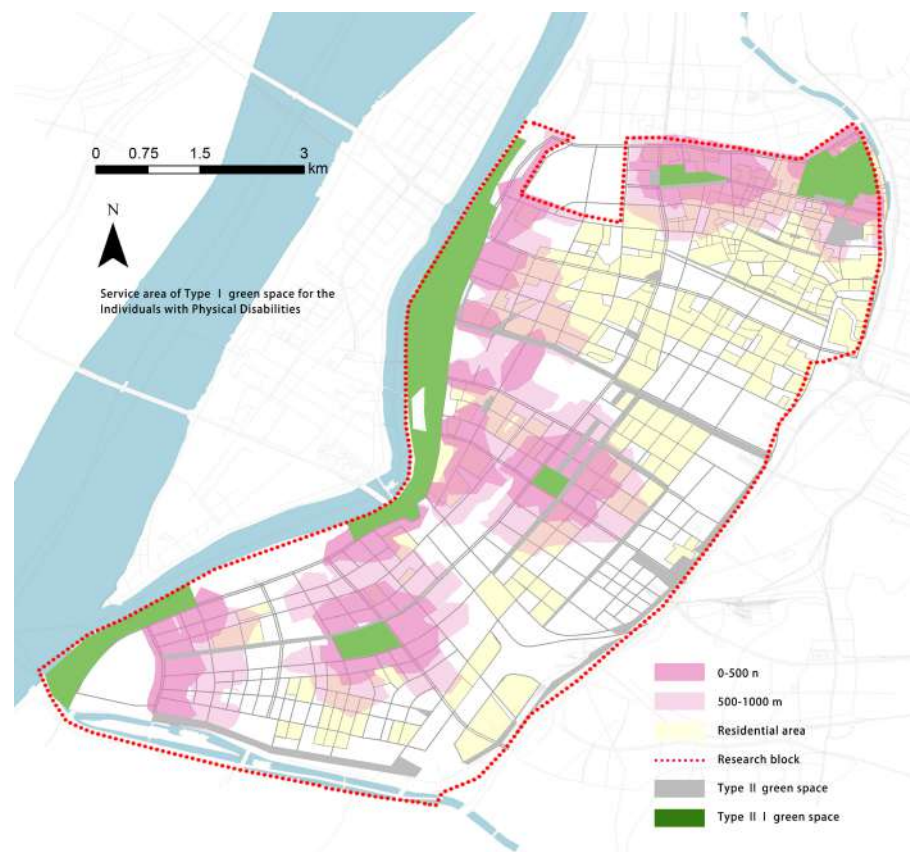 0 0.75 1.5 3
km
N
Service area of Type Ⅰ green space for the
Individuals with Physical Disabilities
0-500 n
500-1000 m
Residential area
Research block
Type Ⅱ green space
Type Ⅱ Ⅰ green space